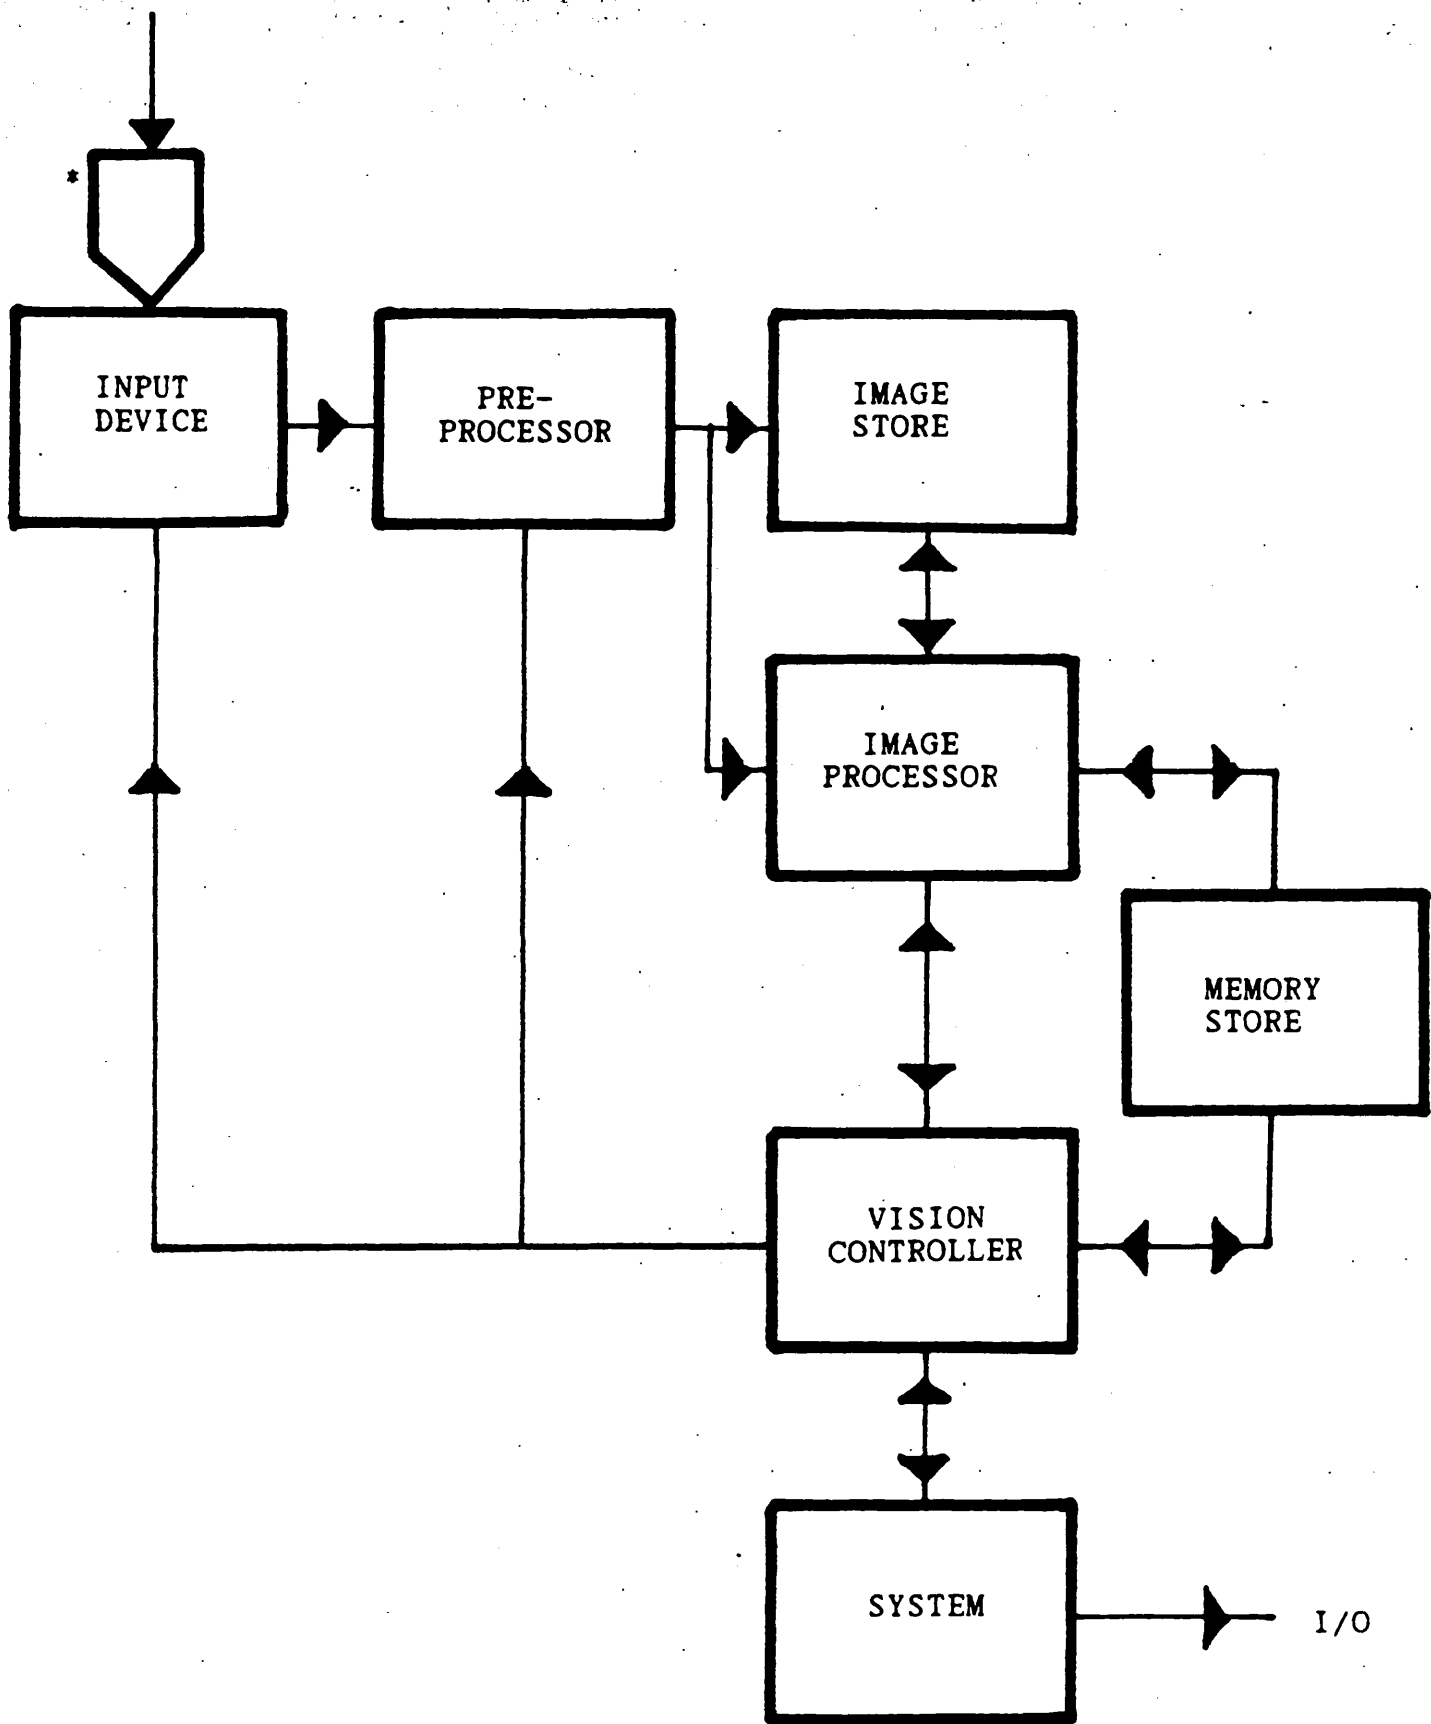 *
INPUT
DEVICE
PRE-
PROCESSOR
IMAGE
STORE
IMAGE
PROCESSOR
MEMORY
STORE
VISION
CONTROLLER
SYSTEM
I/O